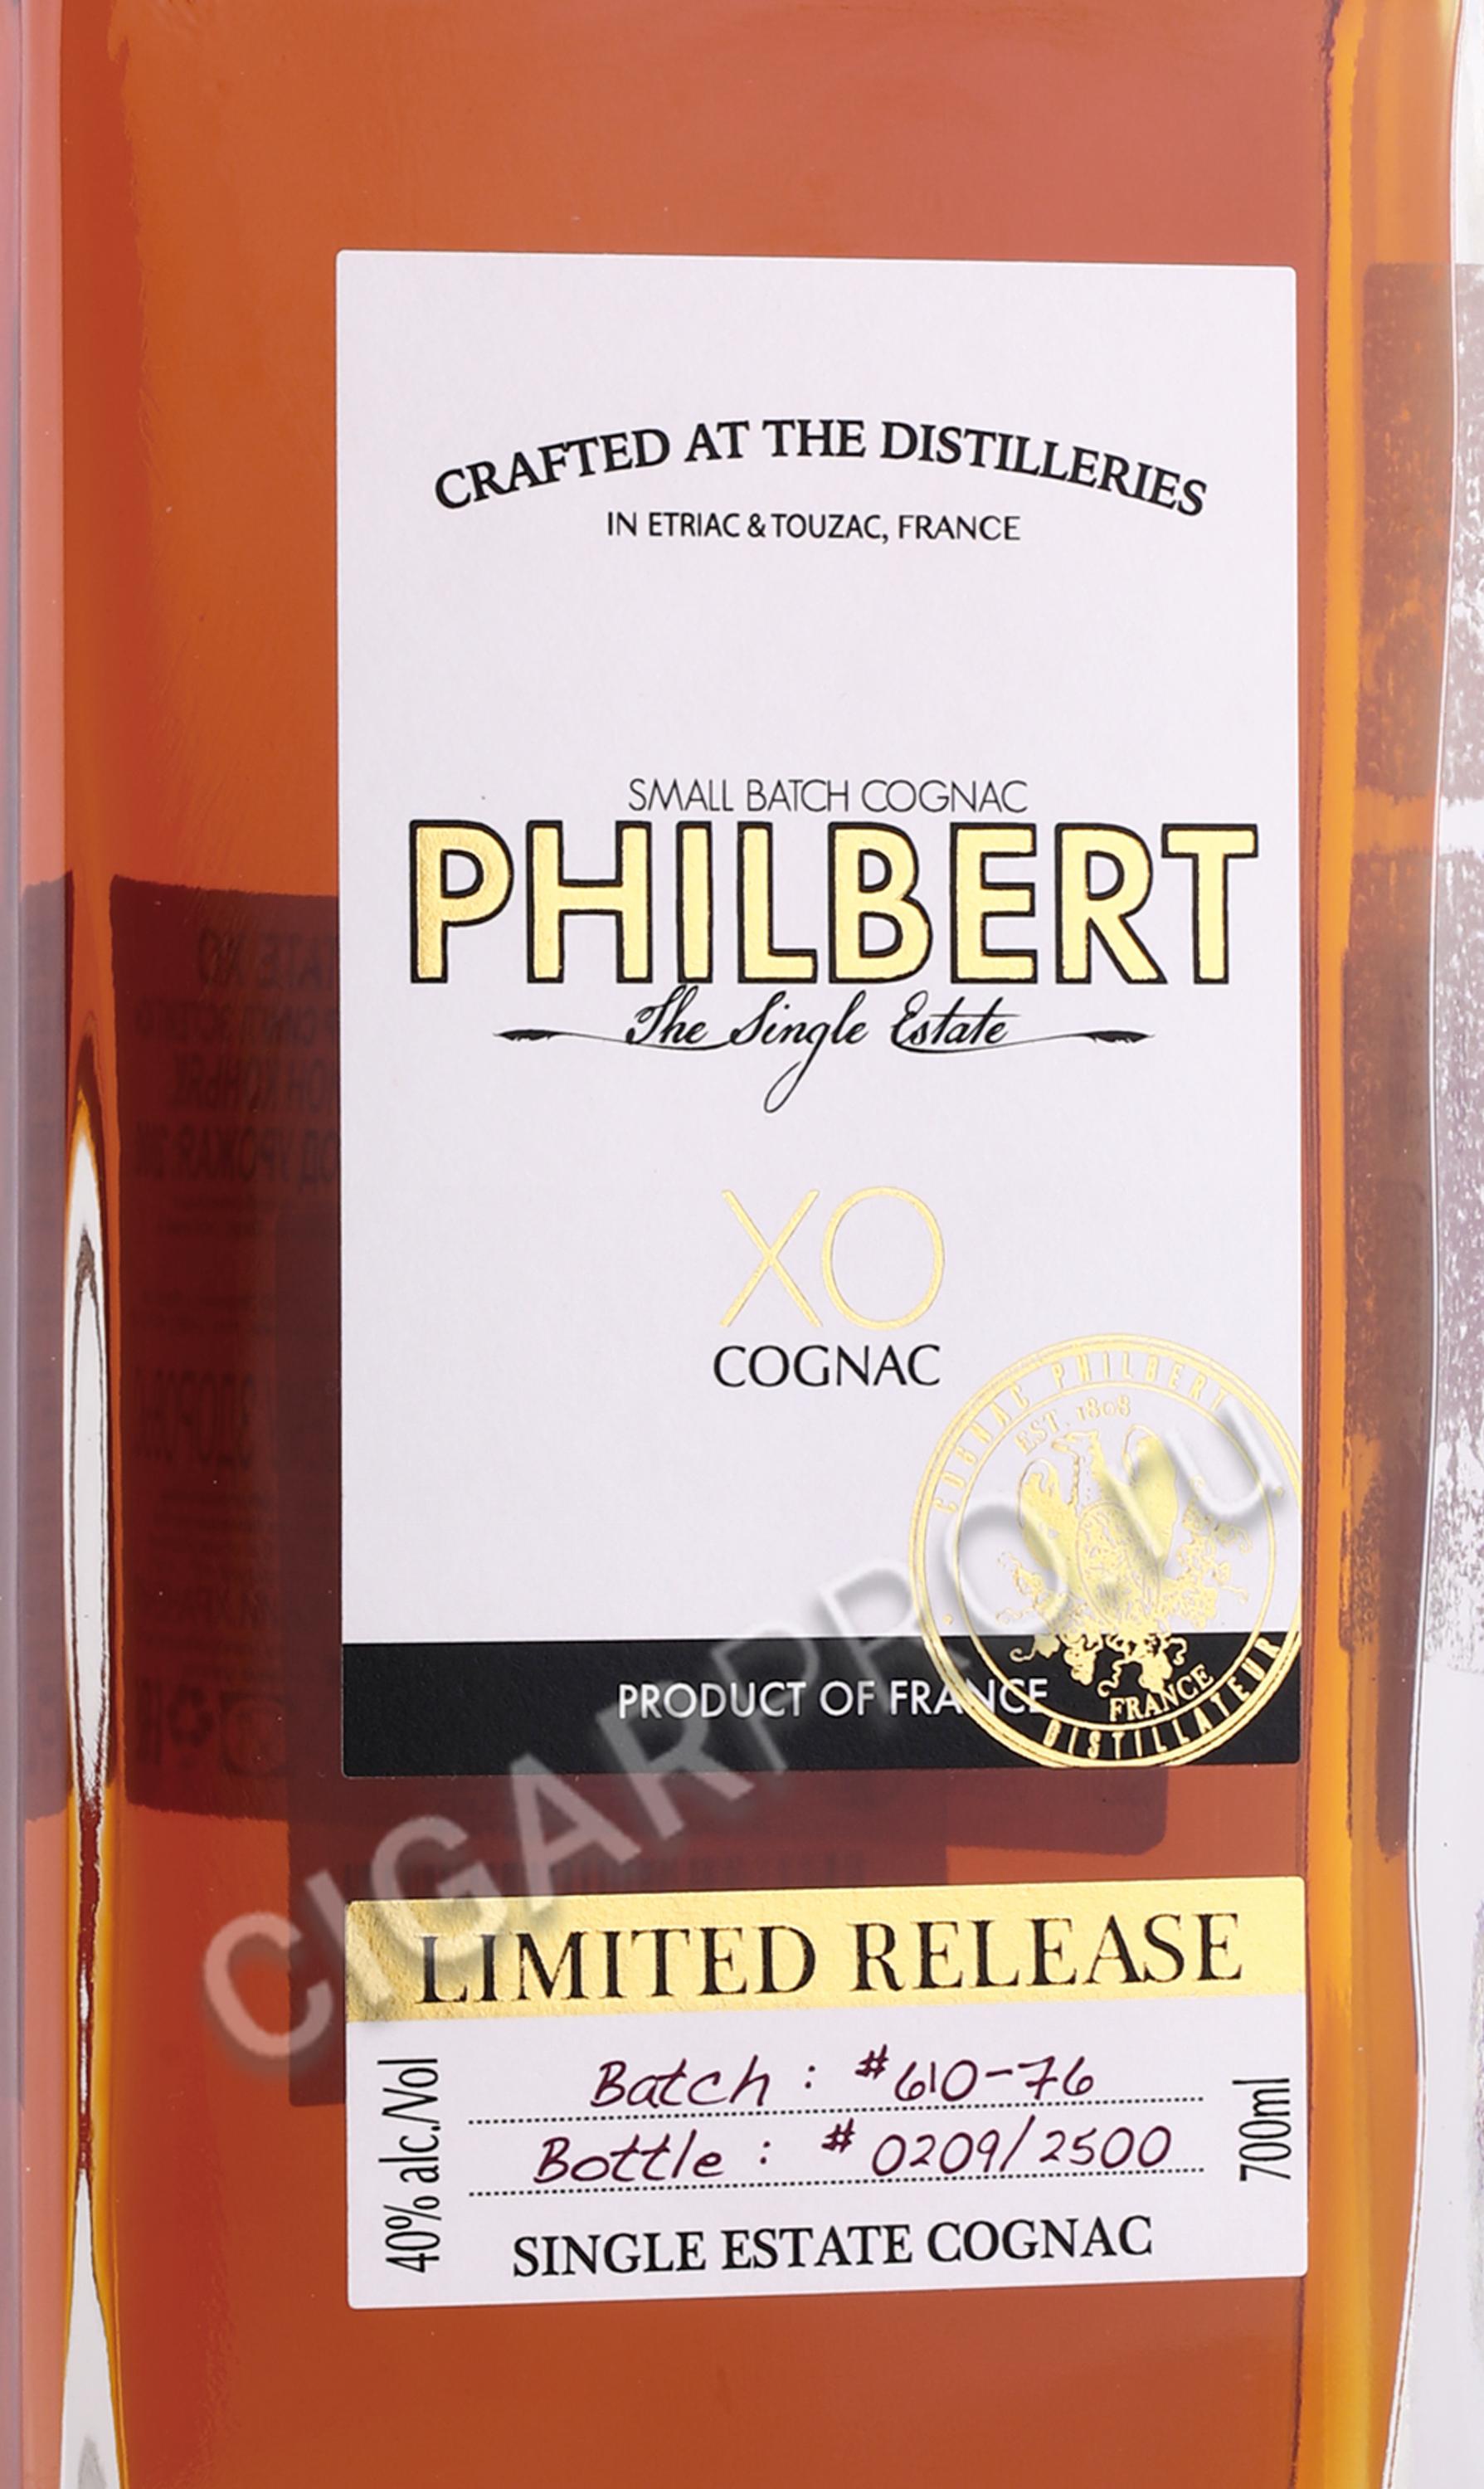 CRAFTED AT THE DISTILLERIES
IN ETRIAC & TOUZAC, FRANCE
SMALL BATCH COGNAC
PHILBERT
The Single Estate
XO
COGNAC
COGNAC PHILBERT
EST. 1808
FRANCE
DISTILLATEUR
PRODUCT OF FRANCE
CIGARPRO.ru
LIMITED RELEASE
Batch : #610-76
Bottle : # 0209/2500
40% alc./Vol
700ml
SINGLE ESTATE COGNAC